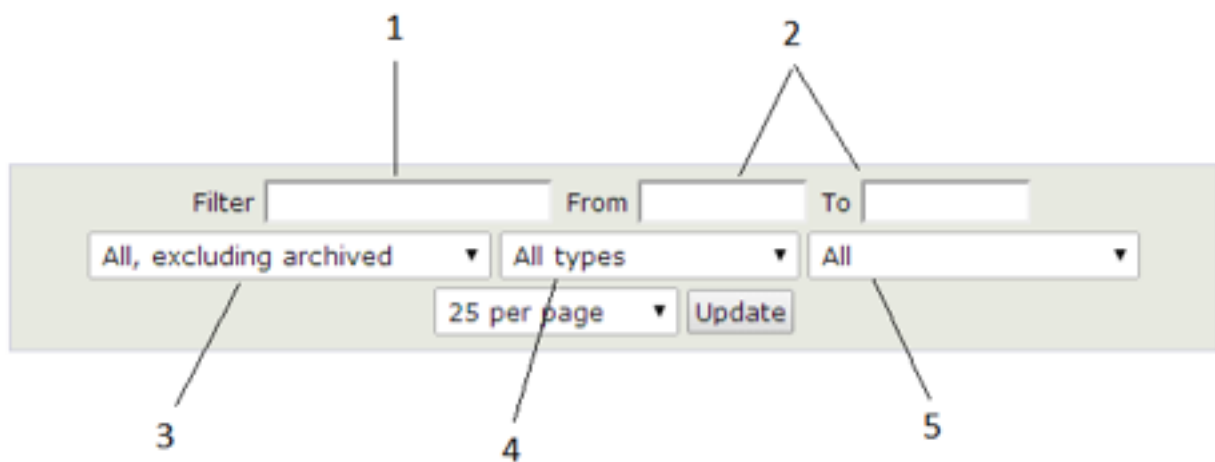 1 2
Filter From To
All, excluding archived All types All
25 per page Update
3 4 5